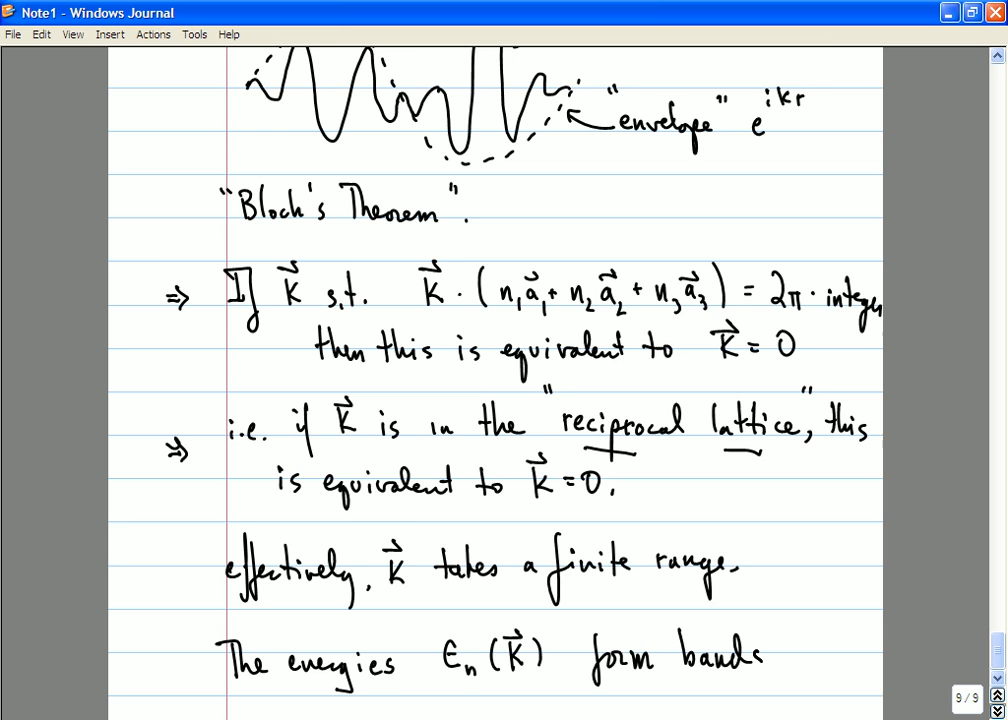 Note1 - Windows Journal
File Edit View Insert Actions Tools Help
"envelope" e^{ikr}
"Bloch's Theorem".
⇒ If k⃗ s.t. k⃗ · (n₁a⃗₁ + n₂a⃗₂ + n₃a⃗₃) = 2π · integer
then this is equivalent to k⃗ = 0
⇒ i.e. if k⃗ is in the "reciprocal lattice", this
is equivalent to k⃗ = 0.
effectively, k⃗ takes a finite range.
The energies ϵₙ(k⃗) form bands
9/9